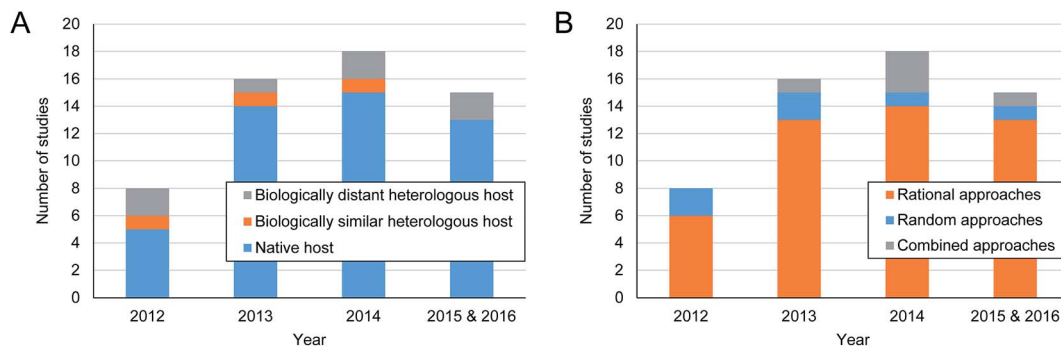 A
Number of studies
20
18
16
14
12
10
8
6
4
2
0
Biologically distant heterologous host
Biologically similar heterologous host
Native host
2012 2013 2014 2015 & 2016
Year
B
Number of studies
20
18
16
14
12
10
8
6
4
2
0
Rational approaches
Random approaches
Combined approaches
2012 2013 2014 2015 & 2016
Year